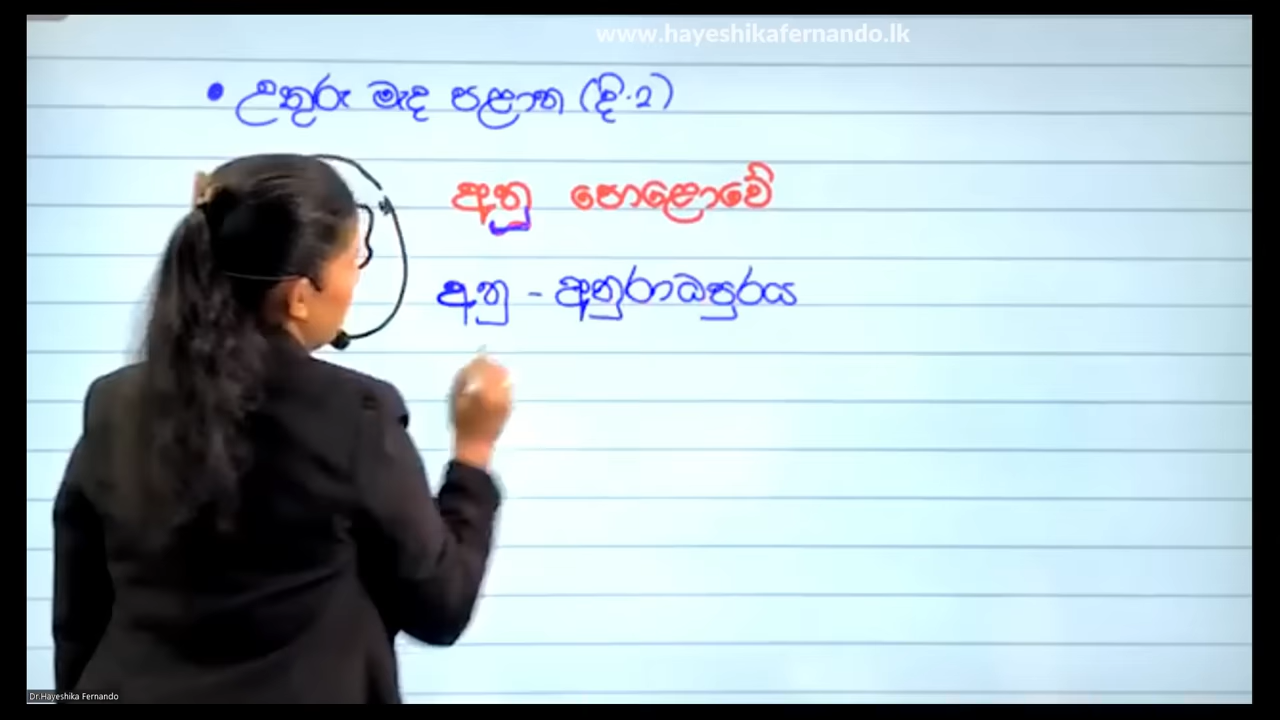 www.hayeshikafernando.lk
• උතුරු මැද පළාත (දි.2)
අනු පොළොවේ
අනු - අනුරාධපුරය
Dr.Hayeshika Fernando